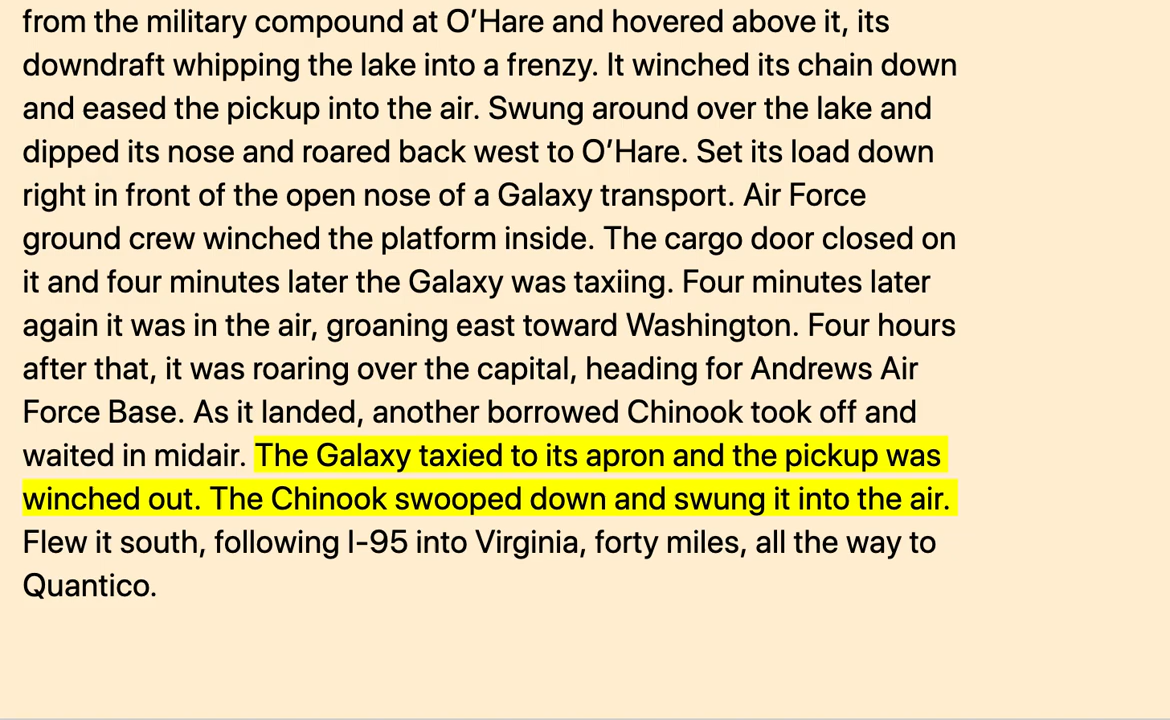 from the military compound at O’Hare and hovered above it, its
downdraft whipping the lake into a frenzy. It winched its chain down
and eased the pickup into the air. Swung around over the lake and
dipped its nose and roared back west to O’Hare. Set its load down
right in front of the open nose of a Galaxy transport. Air Force
ground crew winched the platform inside. The cargo door closed on
it and four minutes later the Galaxy was taxiing. Four minutes later
again it was in the air, groaning east toward Washington. Four hours
after that, it was roaring over the capital, heading for Andrews Air
Force Base. As it landed, another borrowed Chinook took off and
waited in midair. The Galaxy taxied to its apron and the pickup was
winched out. The Chinook swooped down and swung it into the air.
Flew it south, following I-95 into Virginia, forty miles, all the way to
Quantico.